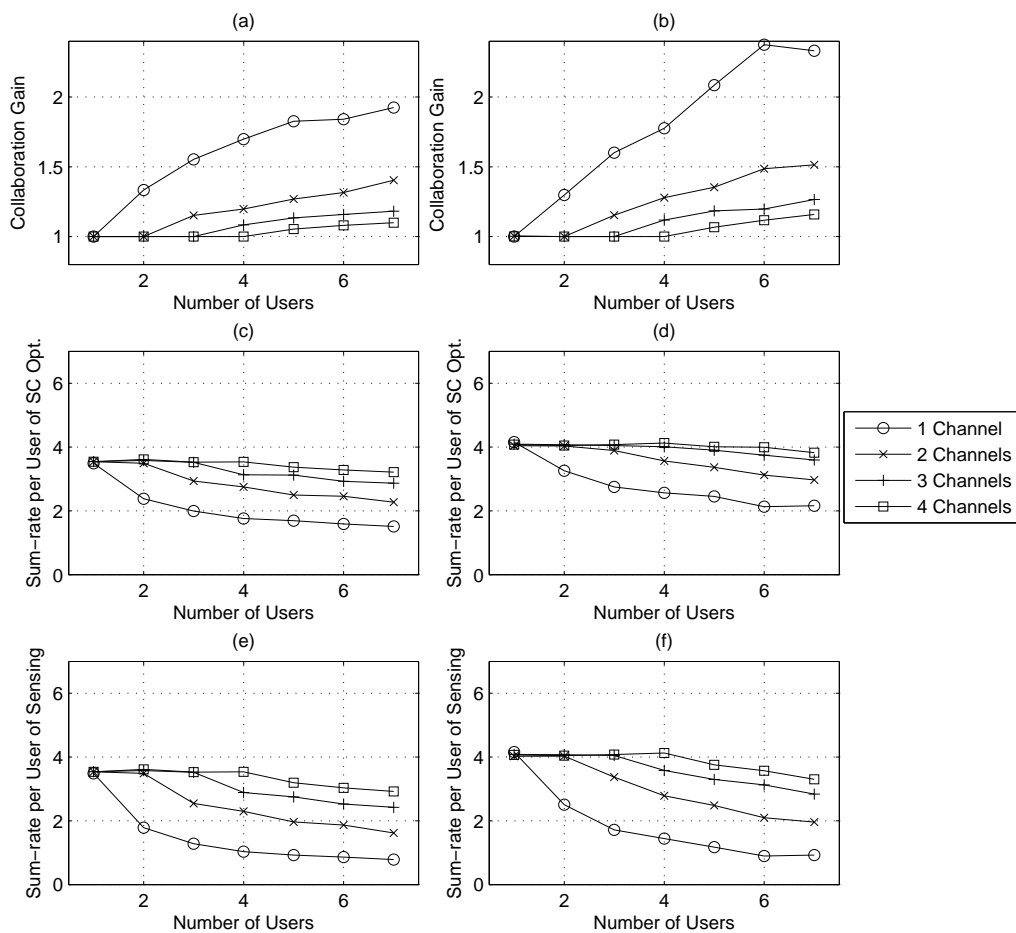 (a)
Collaboration Gain
2
1.5
1
2 4 6
Number of Users
(b)
Collaboration Gain
2
1.5
1
2 4 6
Number of Users
(c)
Sum-rate per User of SC Opt.
6
4
2
0
2 4 6
Number of Users
(d)
Sum-rate per User of SC Opt.
6
4
2
0
2 4 6
Number of Users
1 Channel
2 Channels
3 Channels
4 Channels
(e)
Sum-rate per User of Sensing
6
4
2
0
2 4 6
Number of Users
(f)
Sum-rate per User of Sensing
6
4
2
0
2 4 6
Number of Users